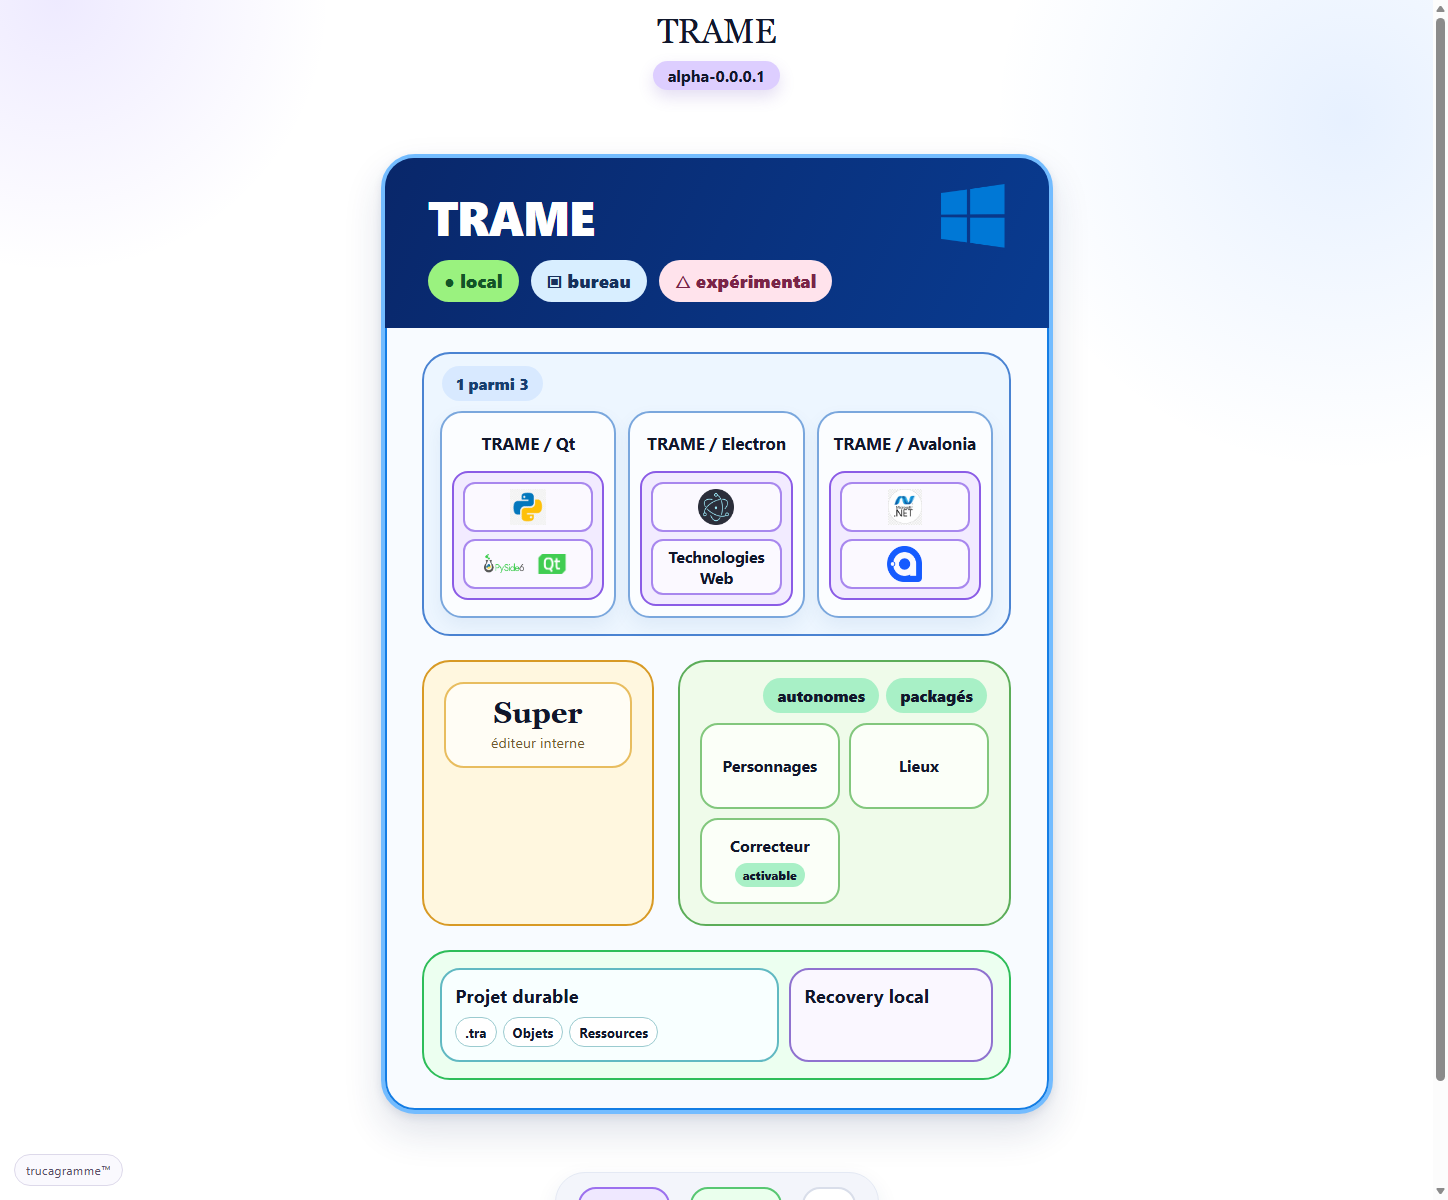 TRAME
alpha-0.0.0.1
TRAME
● local
▣ bureau
△ expérimental
1 parmi 3
TRAME / Qt
TRAME / Electron
TRAME / Avalonia
PySide6
Qt
Technologies
Web
Microsoft
.NET
Super
éditeur interne
autonomes
packagés
Personnages
Lieux
Correcteur
activable
Projet durable
.tra
Objets
Ressources
Recovery local
trucagramme™